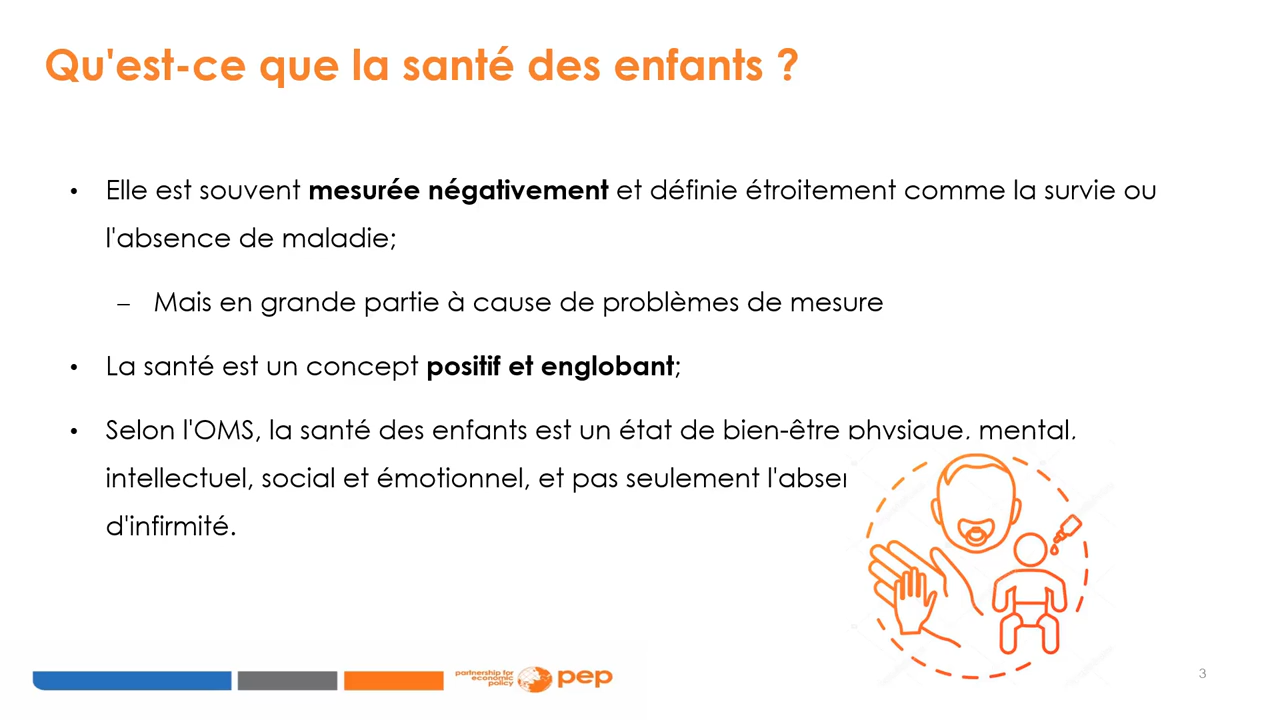 Qu'est-ce que la santé des enfants ?
• Elle est souvent mesurée négativement et définie étroitement comme la survie ou
l'absence de maladie;
– Mais en grande partie à cause de problèmes de mesure
• La santé est un concept positif et englobant;
• Selon l'OMS, la santé des enfants est un état de bien-être physique, mental,
intellectuel, social et émotionnel, et pas seulement
d'infirmité.
partnership for
economic
policy
pep
3